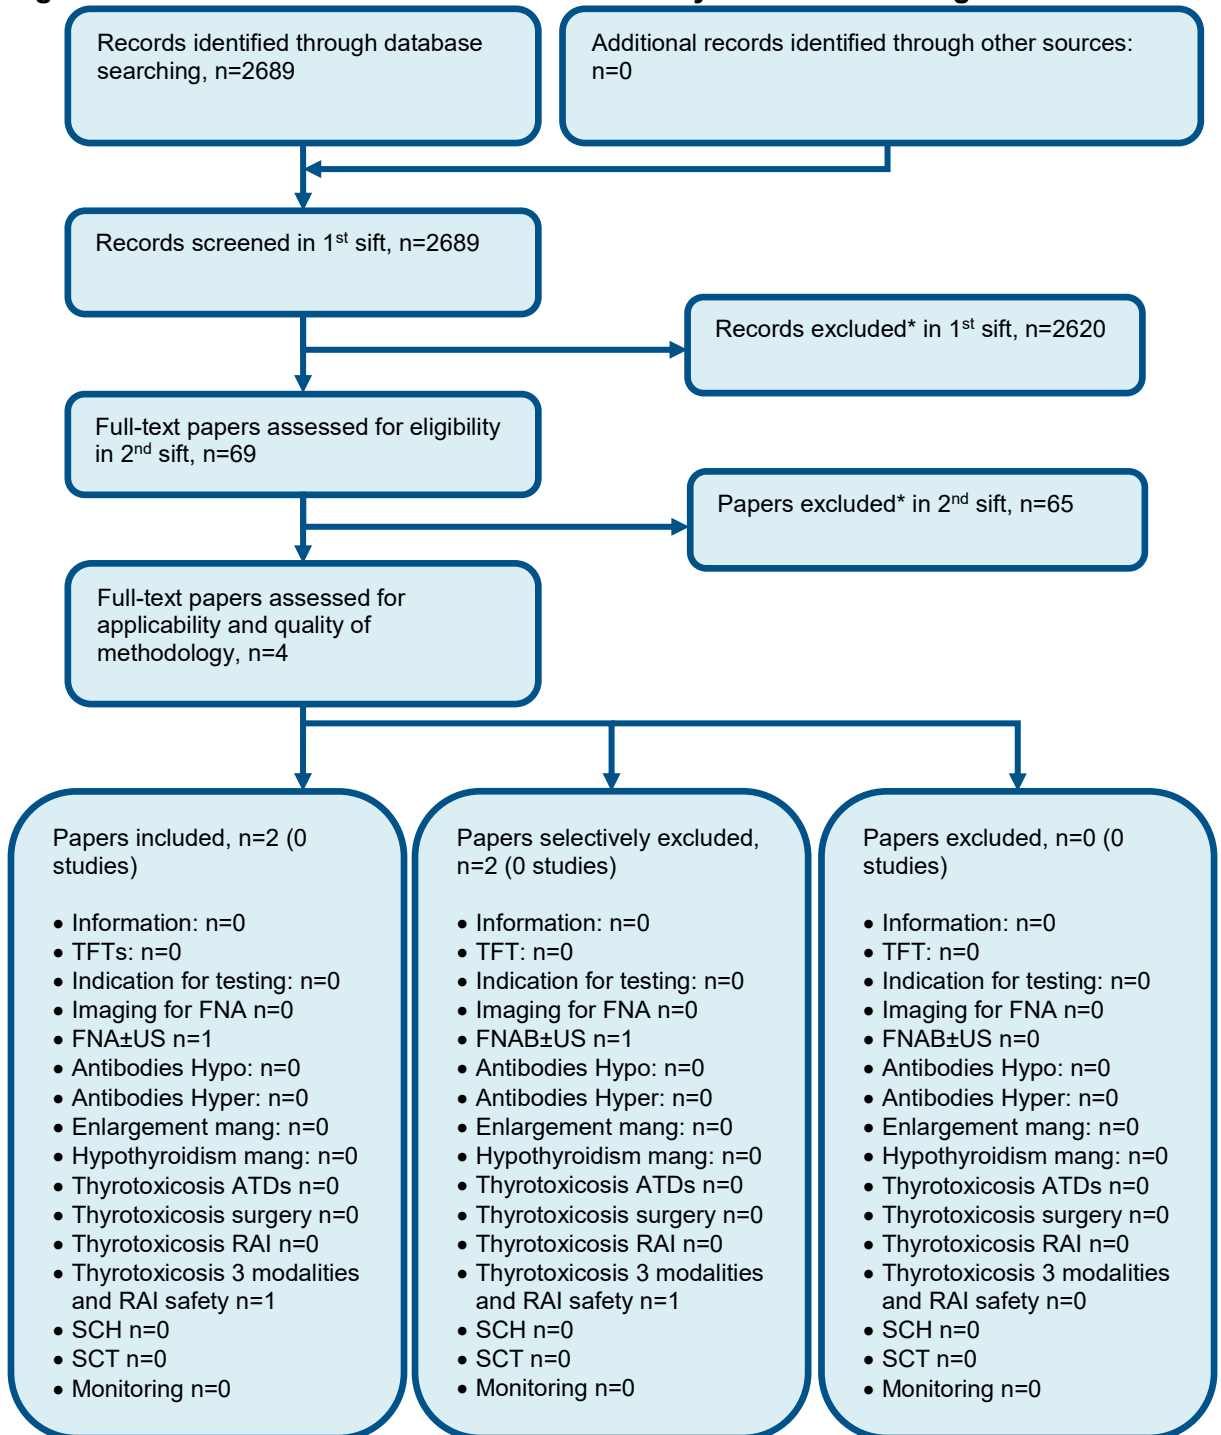 Records identified through database
searching, n=2689
Additional records identified through other sources:
n=0
Records screened in 1st sift, n=2689
Records excluded* in 1st sift, n=2620
Full-text papers assessed for eligibility
in 2nd sift, n=69
Papers excluded* in 2nd sift, n=65
Full-text papers assessed for
applicability and quality of
methodology, n=4
Papers included, n=2 (0
studies)
• Information: n=0
• TFTs: n=0
• Indication for testing: n=0
• Imaging for FNA n=0
• FNA±US n=1
• Antibodies Hypo: n=0
• Antibodies Hyper: n=0
• Enlargement mang: n=0
• Hypothyroidism mang: n=0
• Thyrotoxicosis ATDs n=0
• Thyrotoxicosis surgery n=0
• Thyrotoxicosis RAI n=0
• Thyrotoxicosis 3 modalities
and RAI safety n=1
• SCH n=0
• SCT n=0
• Monitoring n=0
Papers selectively excluded,
n=2 (0 studies)
• Information: n=0
• TFT: n=0
• Indication for testing: n=0
• Imaging for FNA n=0
• FNAB±US n=1
• Antibodies Hypo: n=0
• Antibodies Hyper: n=0
• Enlargement mang: n=0
• Hypothyroidism mang: n=0
• Thyrotoxicosis ATDs n=0
• Thyrotoxicosis surgery n=0
• Thyrotoxicosis RAI n=0
• Thyrotoxicosis 3 modalities
and RAI safety n=1
• SCH n=0
• SCT n=0
• Monitoring n=0
Papers excluded, n=0 (0
studies)
• Information: n=0
• TFT: n=0
• Indication for testing: n=0
• Imaging for FNA n=0
• FNAB±US n=0
• Antibodies Hypo: n=0
• Antibodies Hyper: n=0
• Enlargement mang: n=0
• Hypothyroidism mang: n=0
• Thyrotoxicosis ATDs n=0
• Thyrotoxicosis surgery n=0
• Thyrotoxicosis RAI n=0
• Thyrotoxicosis 3 modalities
and RAI safety n=0
• SCH n=0
• SCT n=0
• Monitoring n=0